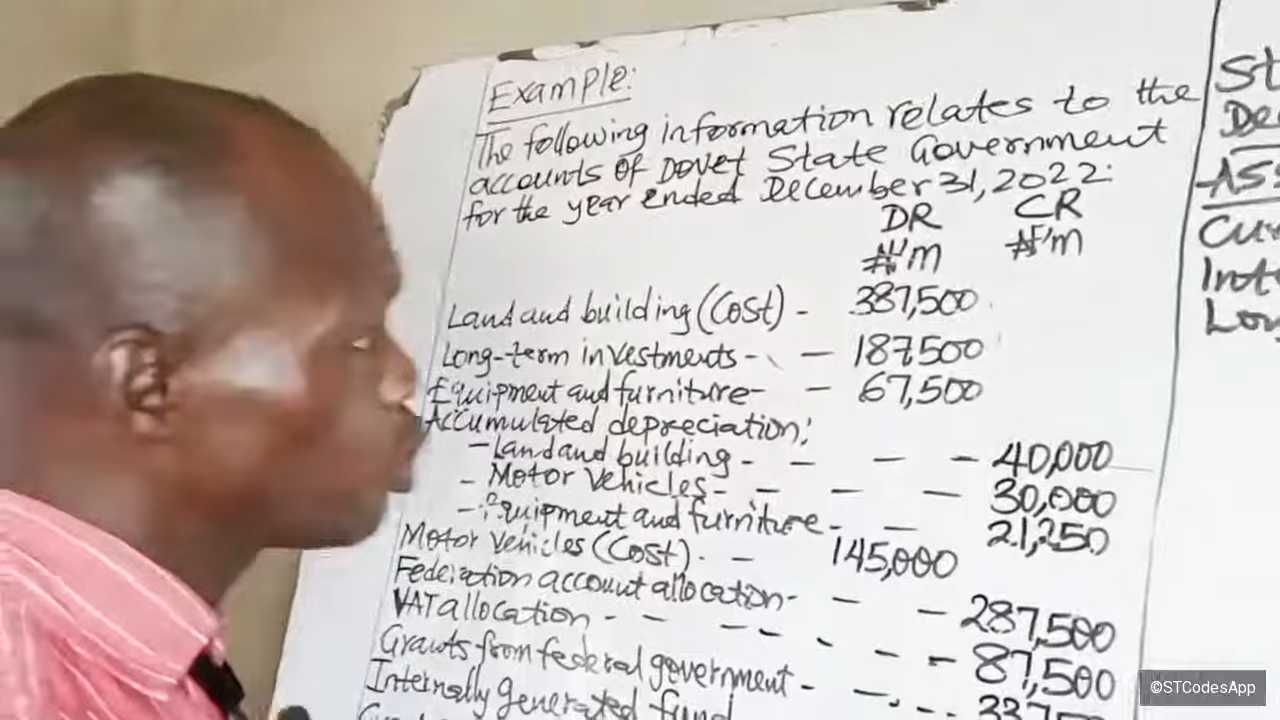 Example:
The following information relates to the
accounts of Dovet State Government
for the year ended December 31, 2022:
DR CR
₦'m ₦'m
Land and building (Cost) - 387,500
Long-term investments - - 187500
Equipment and furniture - - 67,500
Accumulated depreciation:
- Land and building - - - - 40,000
- Motor Vehicles - - - - 30,000
- Equipment and furniture - - 21,250
Motor Vehicles (Cost) - - 145,000
Federation account allocation - - - 287,500
VAT allocation - - - - - - - 87,500
Grants from federal government - - -
Internally generated fund
St
De
Ass
Cu
Inte
Lon
©STCodesApp